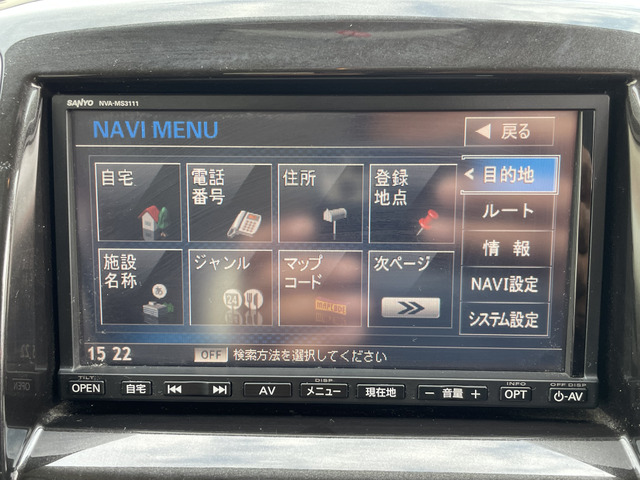 SANYO NVA-MS3111
NAVI MENU
戻る
自宅
電話番号
住所
登録地点
目的地
ルート
施設名称
あ
ジャンル
24
マップコード
MAPCODE
次ページ
情報
NAVI設定
システム設定
15 22
OFF 検索方法を選択してください
TILT DISP INFO OFF DISP
OPEN 自宅 AV メニュー 現在地 − 音量 + OPT -AV